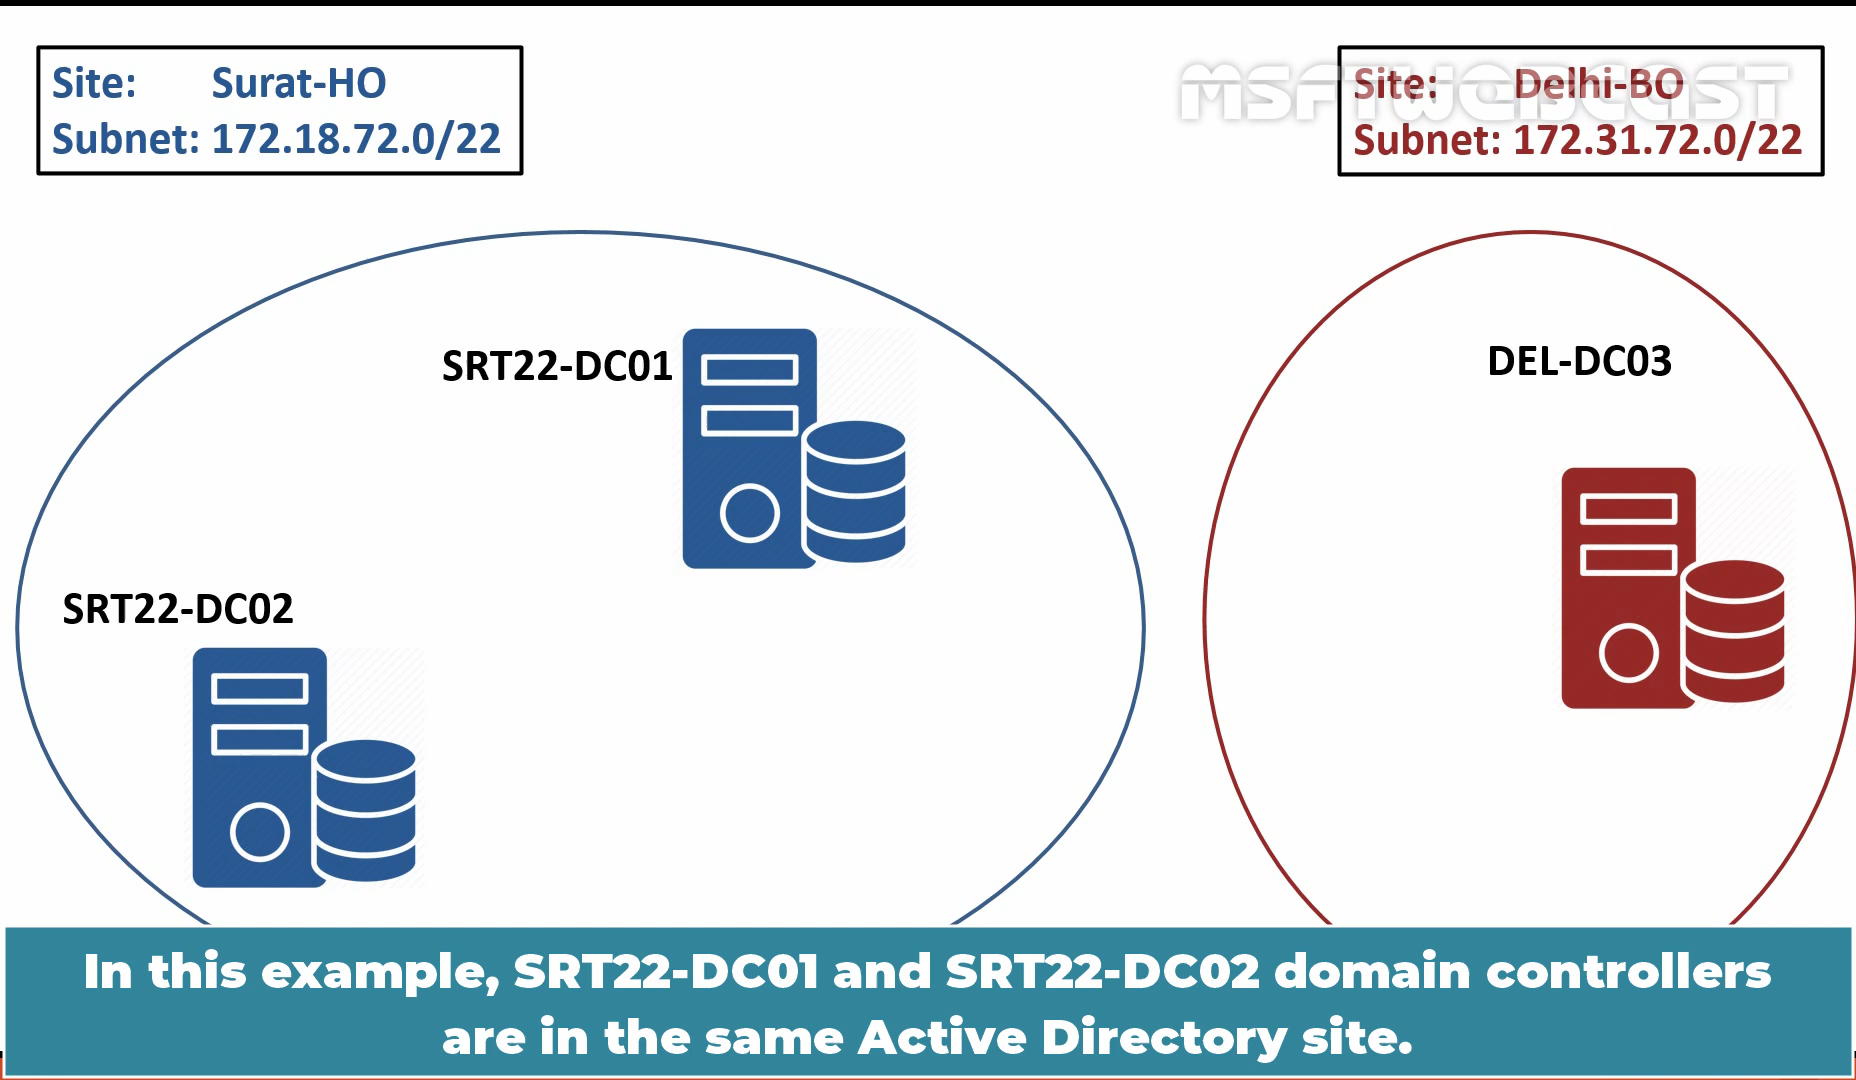 Site: Surat-HO
Subnet: 172.18.72.0/22
MSFTWEBCAST
Site: Delhi-BO
Subnet: 172.31.72.0/22
SRT22-DC01
DEL-DC03
SRT22-DC02
In this example, SRT22-DC01 and SRT22-DC02 domain controllers
are in the same Active Directory site.